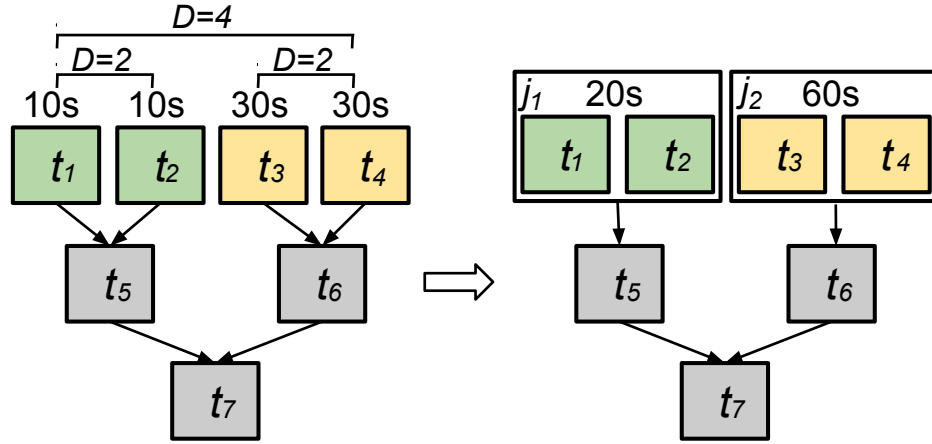 D=4
D=2 D=2
10s 10s 30s 30s
j1 20s j2 60s
t1 t2 t3 t4
t1 t2 t3 t4
t5 t6
t5 t6
t7
t7